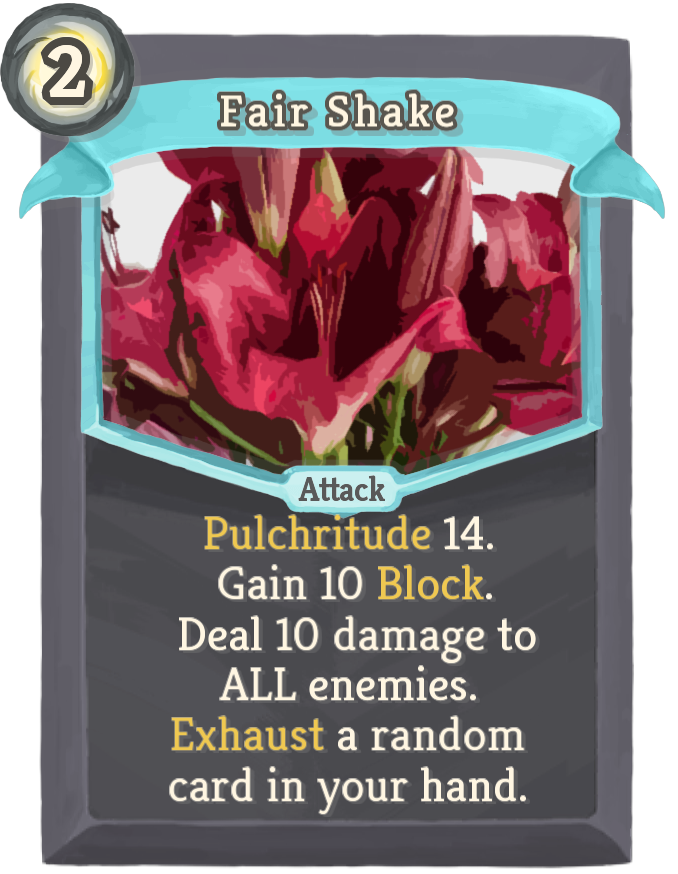 2
Fair Shake
Attack
Pulchritude 14.
Gain 10 Block.
Deal 10 damage to
ALL enemies.
Exhaust a random
card in your hand.